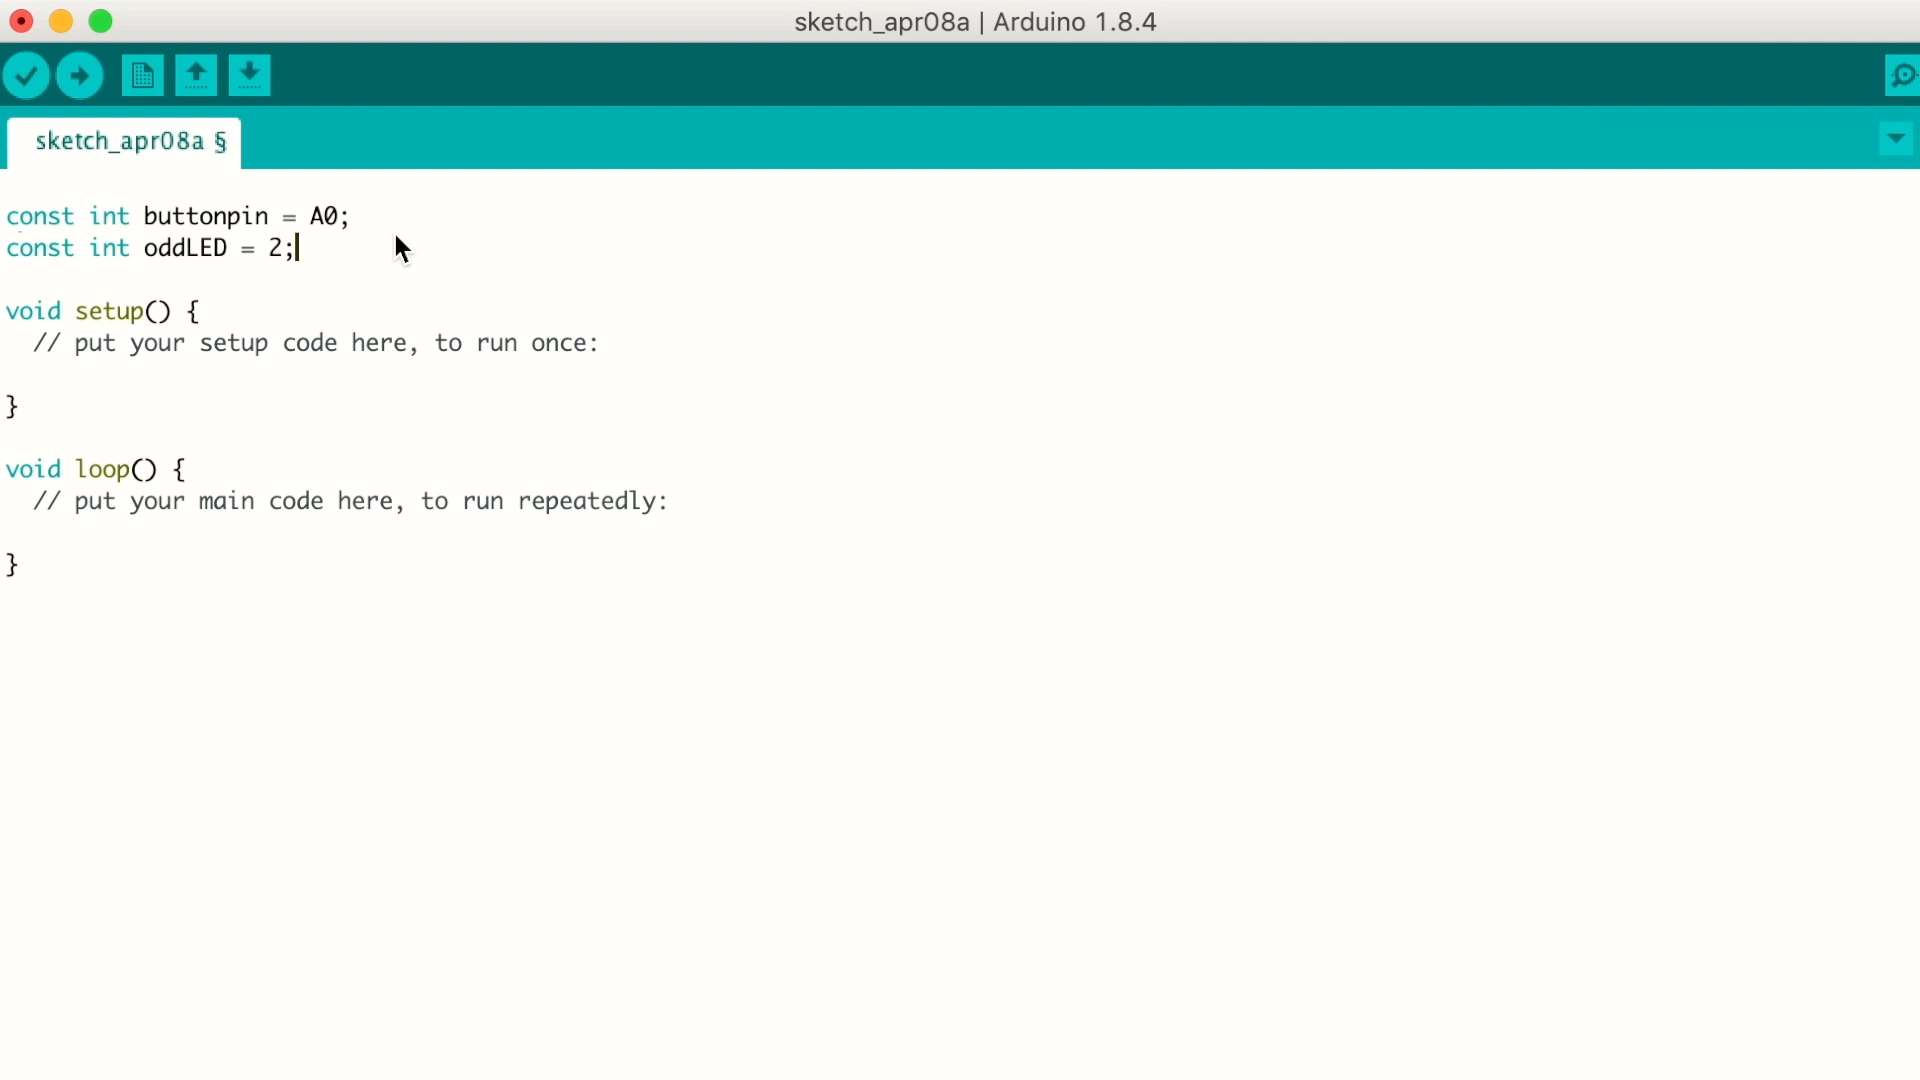 sketch_apr08a | Arduino 1.8.4
sketch_apr08a §
const int buttonpin = A0;
const int oddLED = 2;
void setup() {
  // put your setup code here, to run once:
}
void loop() {
  // put your main code here, to run repeatedly:
}